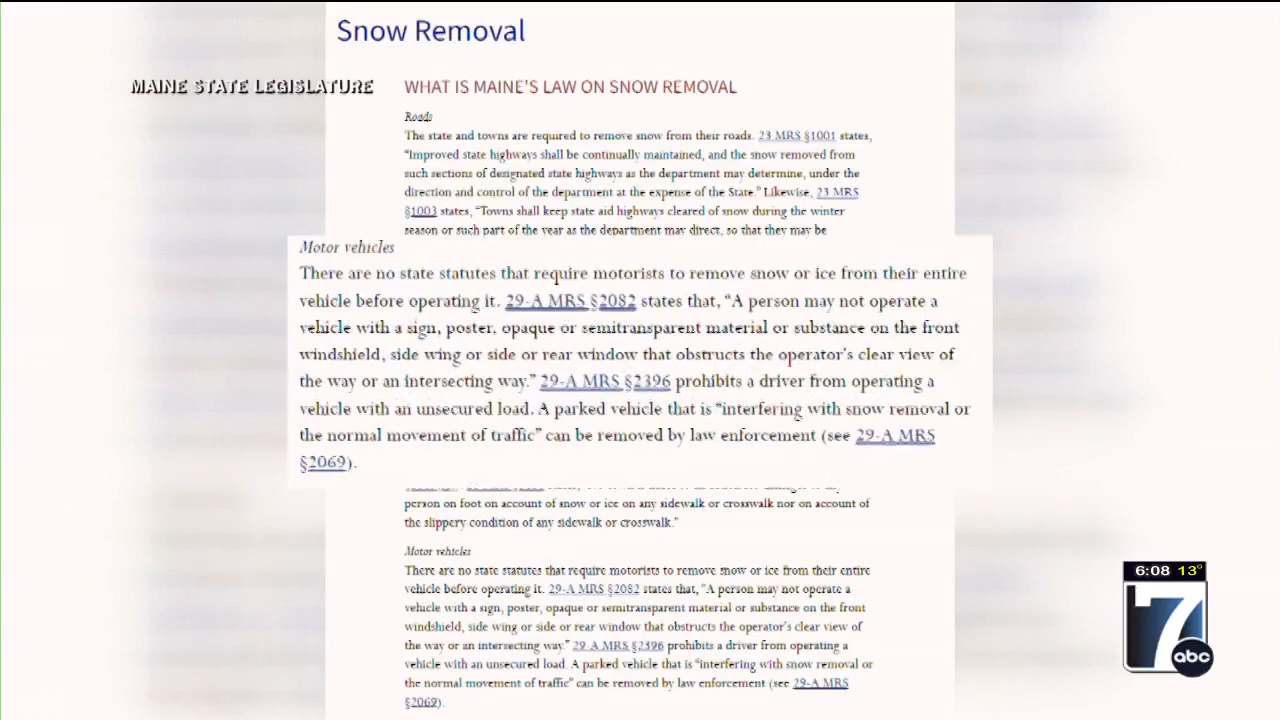 Snow Removal
MAINE STATE LEGISLATURE
WHAT IS MAINE'S LAW ON SNOW REMOVAL
Roads
The state and towns are required to remove snow from their roads. 23 MRS §1001 states,
"Improved state highways shall be continually maintained, and the snow removed from
such sections of designated state highways as the department may determine, under the
direction and control of the department at the expense of the State." Likewise, 23 MRS
§1003 states, "Towns shall keep state aid highways cleared of snow during the winter
season or such part of the year as the department may direct, so that they may be
Motor vehicles
There are no state statutes that require motorists to remove snow or ice from their entire
vehicle before operating it. 29-A MRS §2082 states that, "A person may not operate a
vehicle with a sign, poster, opaque or semitransparent material or substance on the front
windshield, side wing or side or rear window that obstructs the operator's clear view of
the way or an intersecting way." 29-A MRS §2396 prohibits a driver from operating a
vehicle with an unsecured load. A parked vehicle that is "interfering with snow removal or
the normal movement of traffic" can be removed by law enforcement (see 29-A MRS
§2069).
person on foot on account of snow or ice on any sidewalk or crosswalk nor on account of
the slippery condition of any sidewalk or crosswalk."
Motor vehicles
There are no state statutes that require motorists to remove snow or ice from their entire
vehicle before operating it. 29-A MRS §2082 states that, "A person may not operate a
vehicle with a sign, poster, opaque or semitransparent material or substance on the front
windshield, side wing or side or rear window that obstructs the operator's clear view of
the way or an intersecting way." 29-A MRS §2396 prohibits a driver from operating a
vehicle with an unsecured load. A parked vehicle that is "interfering with snow removal or
the normal movement of traffic" can be removed by law enforcement (see 29-A MRS
§2069).
6:08 13°
7
abc